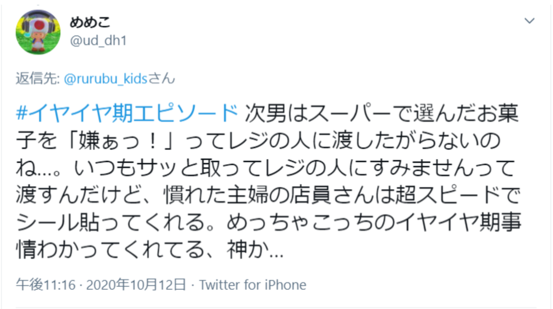 めめこ
@ud_dh1
返信先: @rurubu_kidsさん
#イヤイヤ期エピソード 次男はスーパーで選んだお菓
子を「嫌ぁっ！」ってレジの人に渡したがらないの
ね...。いつもサッと取ってレジの人にすみませんって
渡すんだけど、慣れた主婦の店員さんは超スピードで
シール貼ってくれる。めっちゃこっちのイヤイヤ期事
情わかってくれてる、神か...
午後11:16 · 2020年10月12日 · Twitter for iPhone